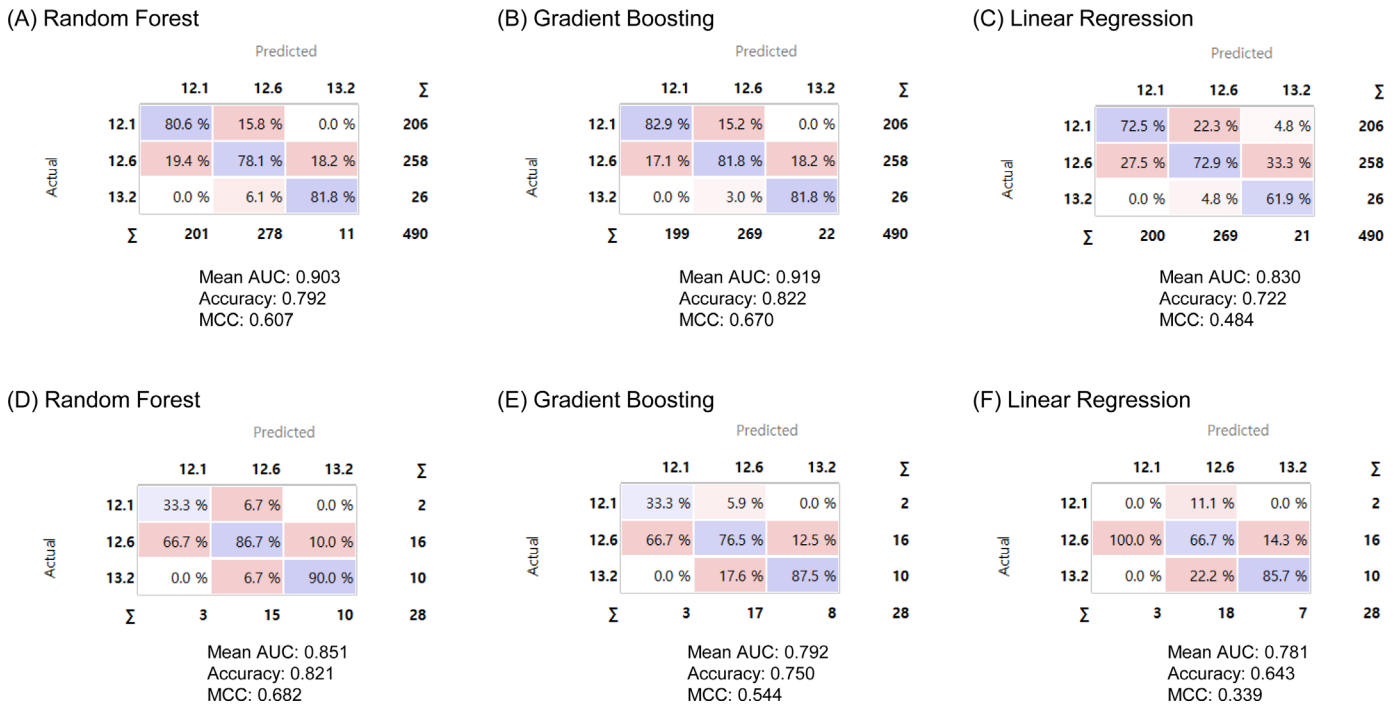 (A) Random Forest
Predicted
12.1 12.6 13.2 ∑
12.1 80.6 % 15.8 % 0.0 % 206
Actual
12.6 19.4 % 78.1 % 18.2 % 258
13.2 0.0 % 6.1 % 81.8 % 26
∑ 201 278 11 490
Mean AUC: 0.903
Accuracy: 0.792
MCC: 0.607
(B) Gradient Boosting
Predicted
12.1 12.6 13.2 ∑
12.1 82.9 % 15.2 % 0.0 % 206
Actual
12.6 17.1 % 81.8 % 18.2 % 258
13.2 0.0 % 3.0 % 81.8 % 26
∑ 199 269 22 490
Mean AUC: 0.919
Accuracy: 0.822
MCC: 0.670
(C) Linear Regression
Predicted
12.1 12.6 13.2 ∑
12.1 72.5 % 22.3 % 4.8 % 206
Actual
12.6 27.5 % 72.9 % 33.3 % 258
13.2 0.0 % 4.8 % 61.9 % 26
∑ 200 269 21 490
Mean AUC: 0.830
Accuracy: 0.722
MCC: 0.484
(D) Random Forest
Predicted
12.1 12.6 13.2 ∑
12.1 33.3 % 6.7 % 0.0 % 2
Actual
12.6 66.7 % 86.7 % 10.0 % 16
13.2 0.0 % 6.7 % 90.0 % 10
∑ 3 15 10 28
Mean AUC: 0.851
Accuracy: 0.821
MCC: 0.682
(E) Gradient Boosting
Predicted
12.1 12.6 13.2 ∑
12.1 33.3 % 5.9 % 0.0 % 2
Actual
12.6 66.7 % 76.5 % 12.5 % 16
13.2 0.0 % 17.6 % 87.5 % 10
∑ 3 17 8 28
Mean AUC: 0.792
Accuracy: 0.750
MCC: 0.544
(F) Linear Regression
Predicted
12.1 12.6 13.2 ∑
12.1 0.0 % 11.1 % 0.0 % 2
Actual
12.6 100.0 % 66.7 % 14.3 % 16
13.2 0.0 % 22.2 % 85.7 % 10
∑ 3 18 7 28
Mean AUC: 0.781
Accuracy: 0.643
MCC: 0.339